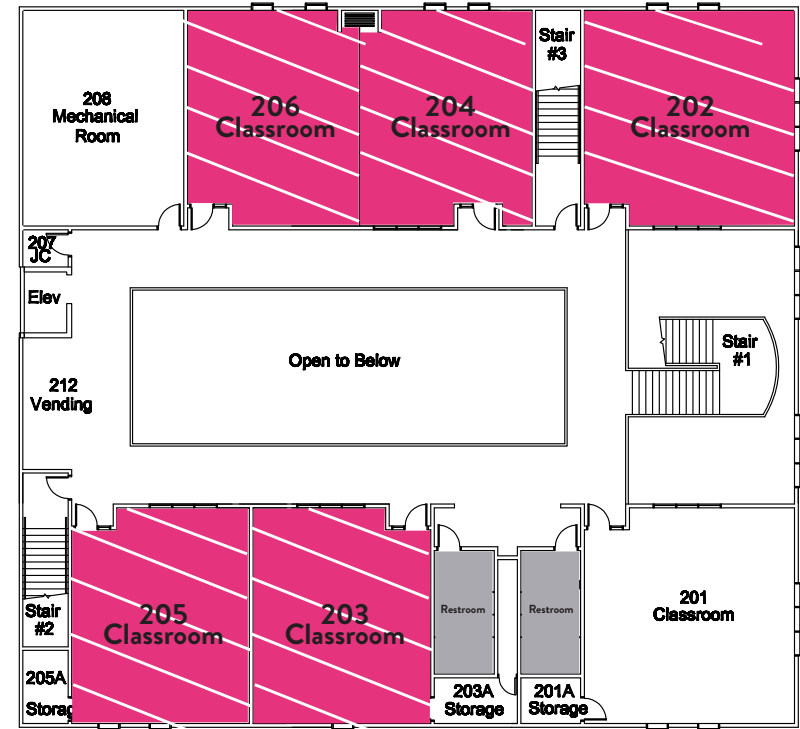 208
Mechanical
Room
206
Classroom
204
Classroom
Stair
#3
202
Classroom
207
JC
Elev
212
Vending
Open to Below
Stair
#1
Stair
#2
205
Classroom
203
Classroom
Restroom
Restroom
201
Classroom
205A
Storag
203A
Storage
201A
Storage